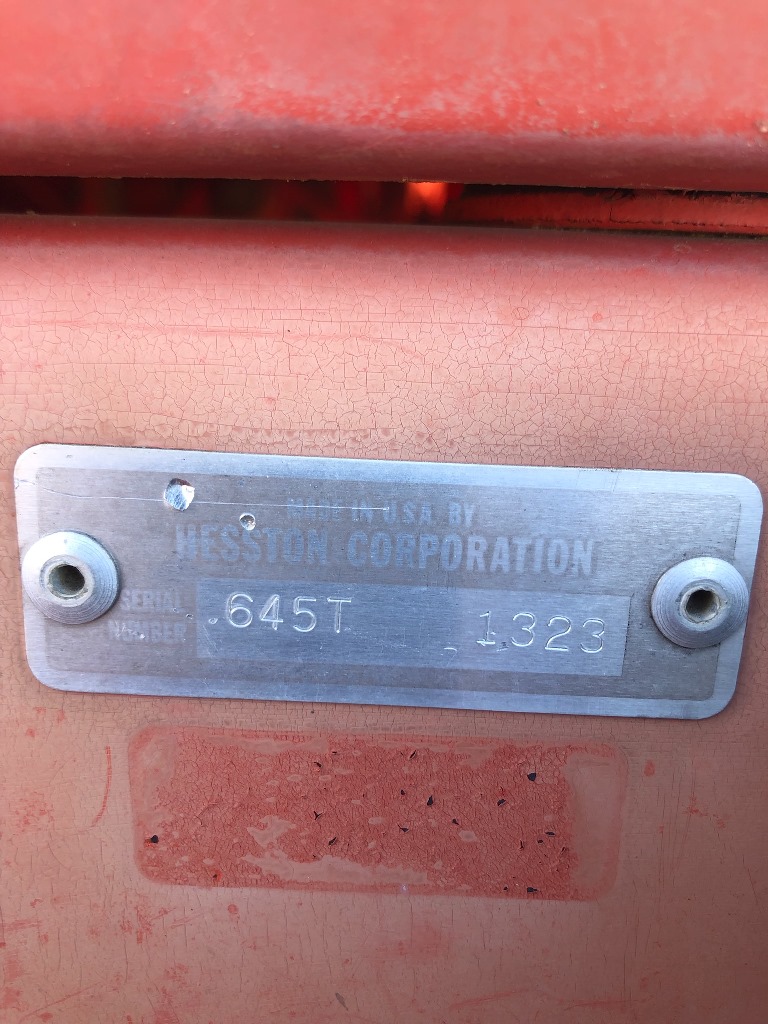 MADE IN U.S.A. BY
HESSTON CORPORATION
SERIAL
NUMBER
645T 1323